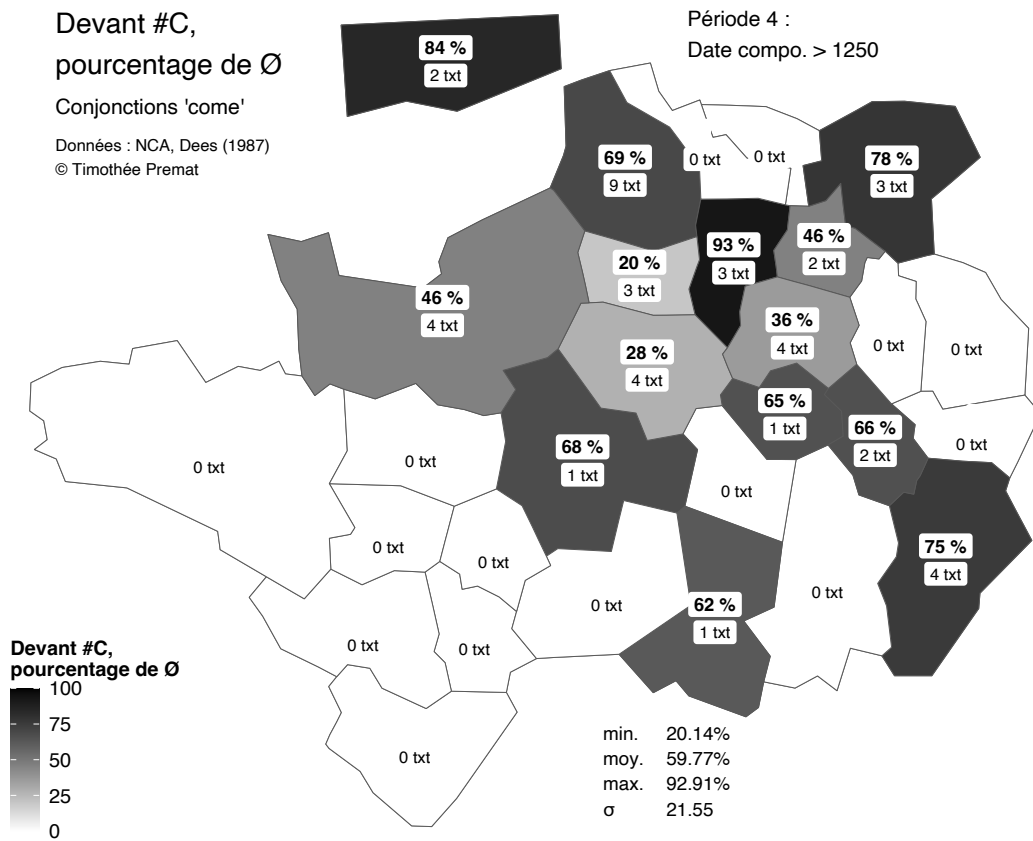 Devant #C,
pourcentage de Ø
Conjonctions 'come'
Données : NCA, Dees (1987)
© Timothée Premat
Période 4 :
Date compo. > 1250
84 %
2 txt
69 %
9 txt
0 txt
0 txt
78 %
3 txt
93 %
3 txt
46 %
2 txt
20 %
3 txt
46 %
4 txt
36 %
4 txt
28 %
4 txt
0 txt
0 txt
65 %
1 txt
66 %
2 txt
0 txt
68 %
1 txt
0 txt
0 txt
0 txt
0 txt
0 txt
75 %
4 txt
0 txt
62 %
1 txt
0 txt
0 txt
0 txt
0 txt
Devant #C,
pourcentage de Ø
100
75
50
25
0
min. 20.14%
moy. 59.77%
max. 92.91%
σ 21.55